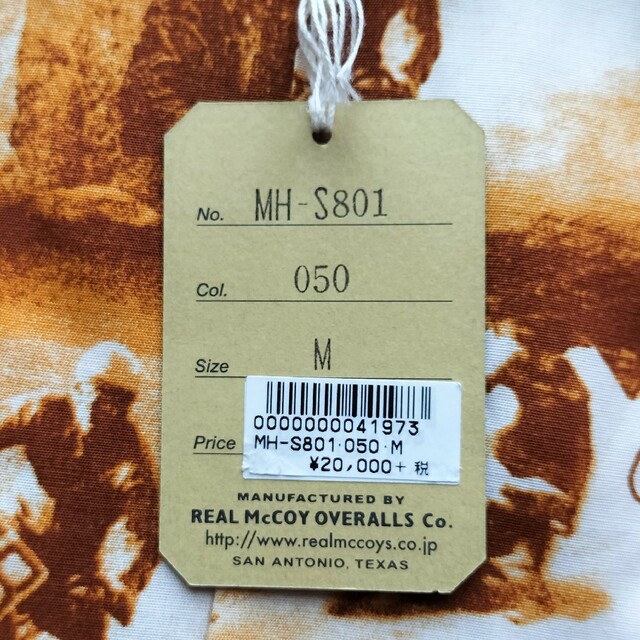 No. MH-S801
Col. 050
Size M
0000000041973
Price MH-S801·050·M
¥20,000+ 税
MANUFACTURED BY
REAL McCOY OVERALLS Co.
http://www.realmccoys.co.jp
SAN ANTONIO, TEXAS